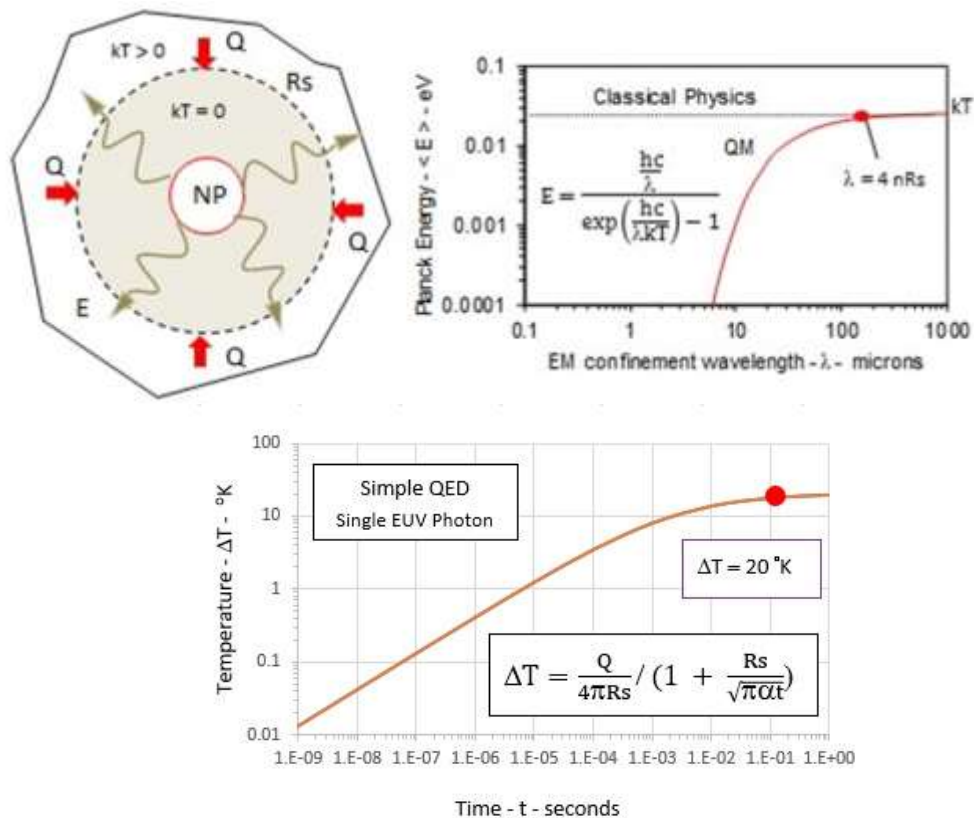 Q
kT > 0
Rs
kT = 0
Q
NP
Q
E
Q
Planck Energy - < E > - eV
0.1
0.01
0.001
0.0001
Classical Physics
kT
QM
λ = 4 nRs
E = hc/λ / exp(hc/λkT) − 1
0.1 1 10 100 1000
EM confinement wavelength - λ - microns
Temperature - ΔT - °K
100
10
1
0.1
0.01
Simple QED
Single EUV Photon
ΔT = 20 °K
ΔT = Q/4πRs / (1 + Rs/√παt)
1.E-09 1.E-08 1.E-07 1.E-06 1.E-05 1.E-04 1.E-03 1.E-02 1.E-01 1.E+00
Time - t - seconds